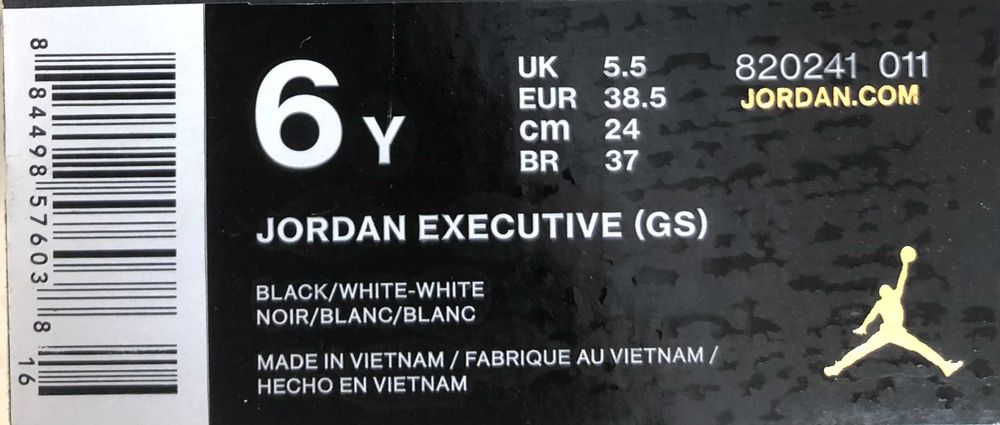 8 84498 57603 8 16
6 Y
UK 5.5
EUR 38.5
cm 24
BR 37
820241 011
JORDAN.COM
JORDAN EXECUTIVE (GS)
BLACK/WHITE-WHITE
NOIR/BLANC/BLANC
MADE IN VIETNAM / FABRIQUE AU VIETNAM /
HECHO EN VIETNAM